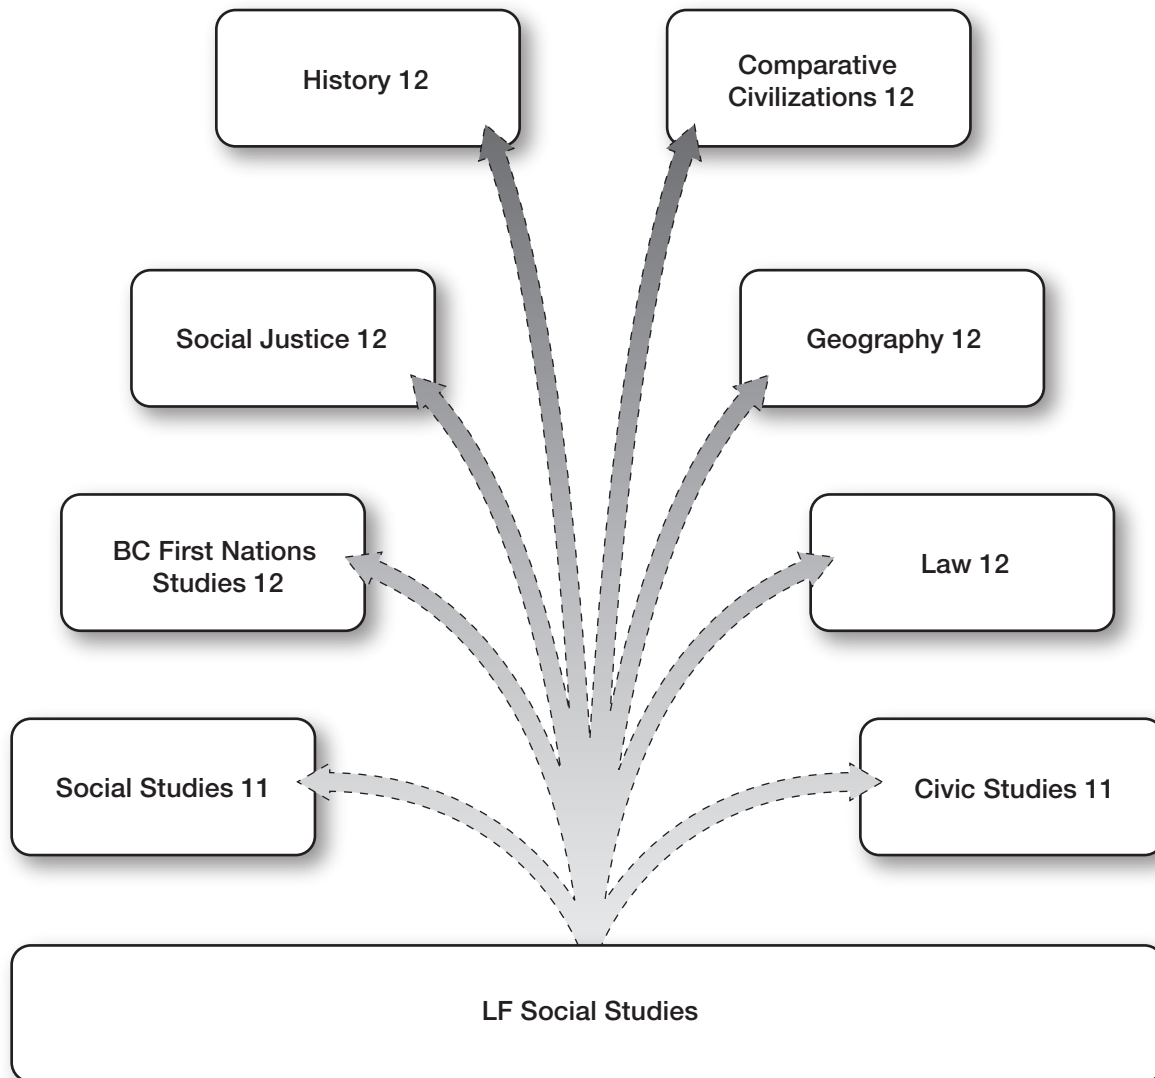 History 12
Comparative
Civilizations 12
Social Justice 12
Geography 12
BC First Nations
Studies 12
Law 12
Social Studies 11
Civic Studies 11
LF Social Studies